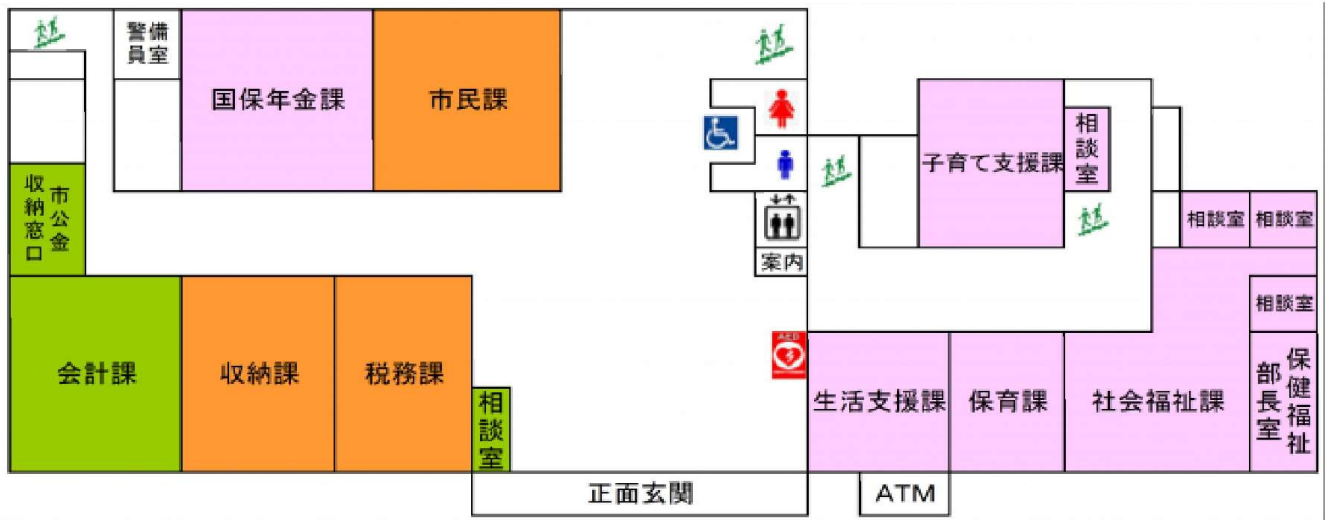 警備
員室
国保年金課
市民課
子育て支援課
相談室
市公金
収納窓口
相談室
相談室
案内
相談室
AED
会計課
収納課
税務課
相談室
生活支援課
保育課
社会福祉課
保健福祉
部長室
正面玄関
ATM